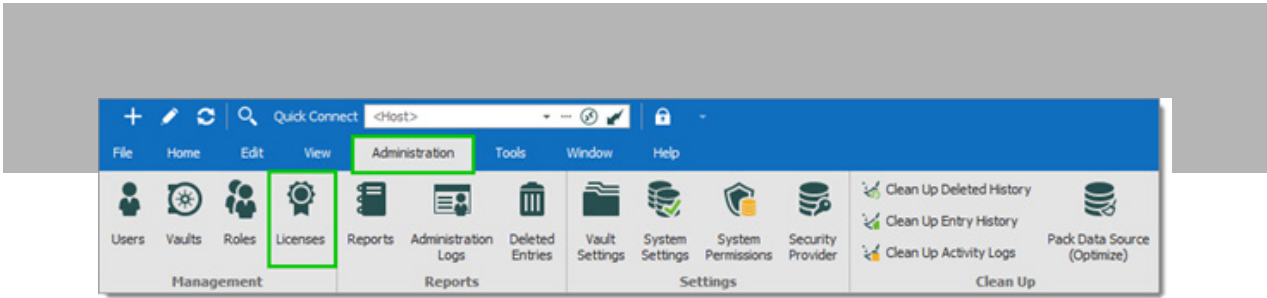 Quick Connect <Host>
File Home Edit View Administration Tools Window Help
Users Vaults Roles Licenses Reports Administration Logs Deleted Entries Vault Settings System Settings System Permissions Security Provider
Clean Up Deleted History
Clean Up Entry History
Clean Up Activity Logs
Pack Data Source (Optimize)
Management Reports Settings Clean Up